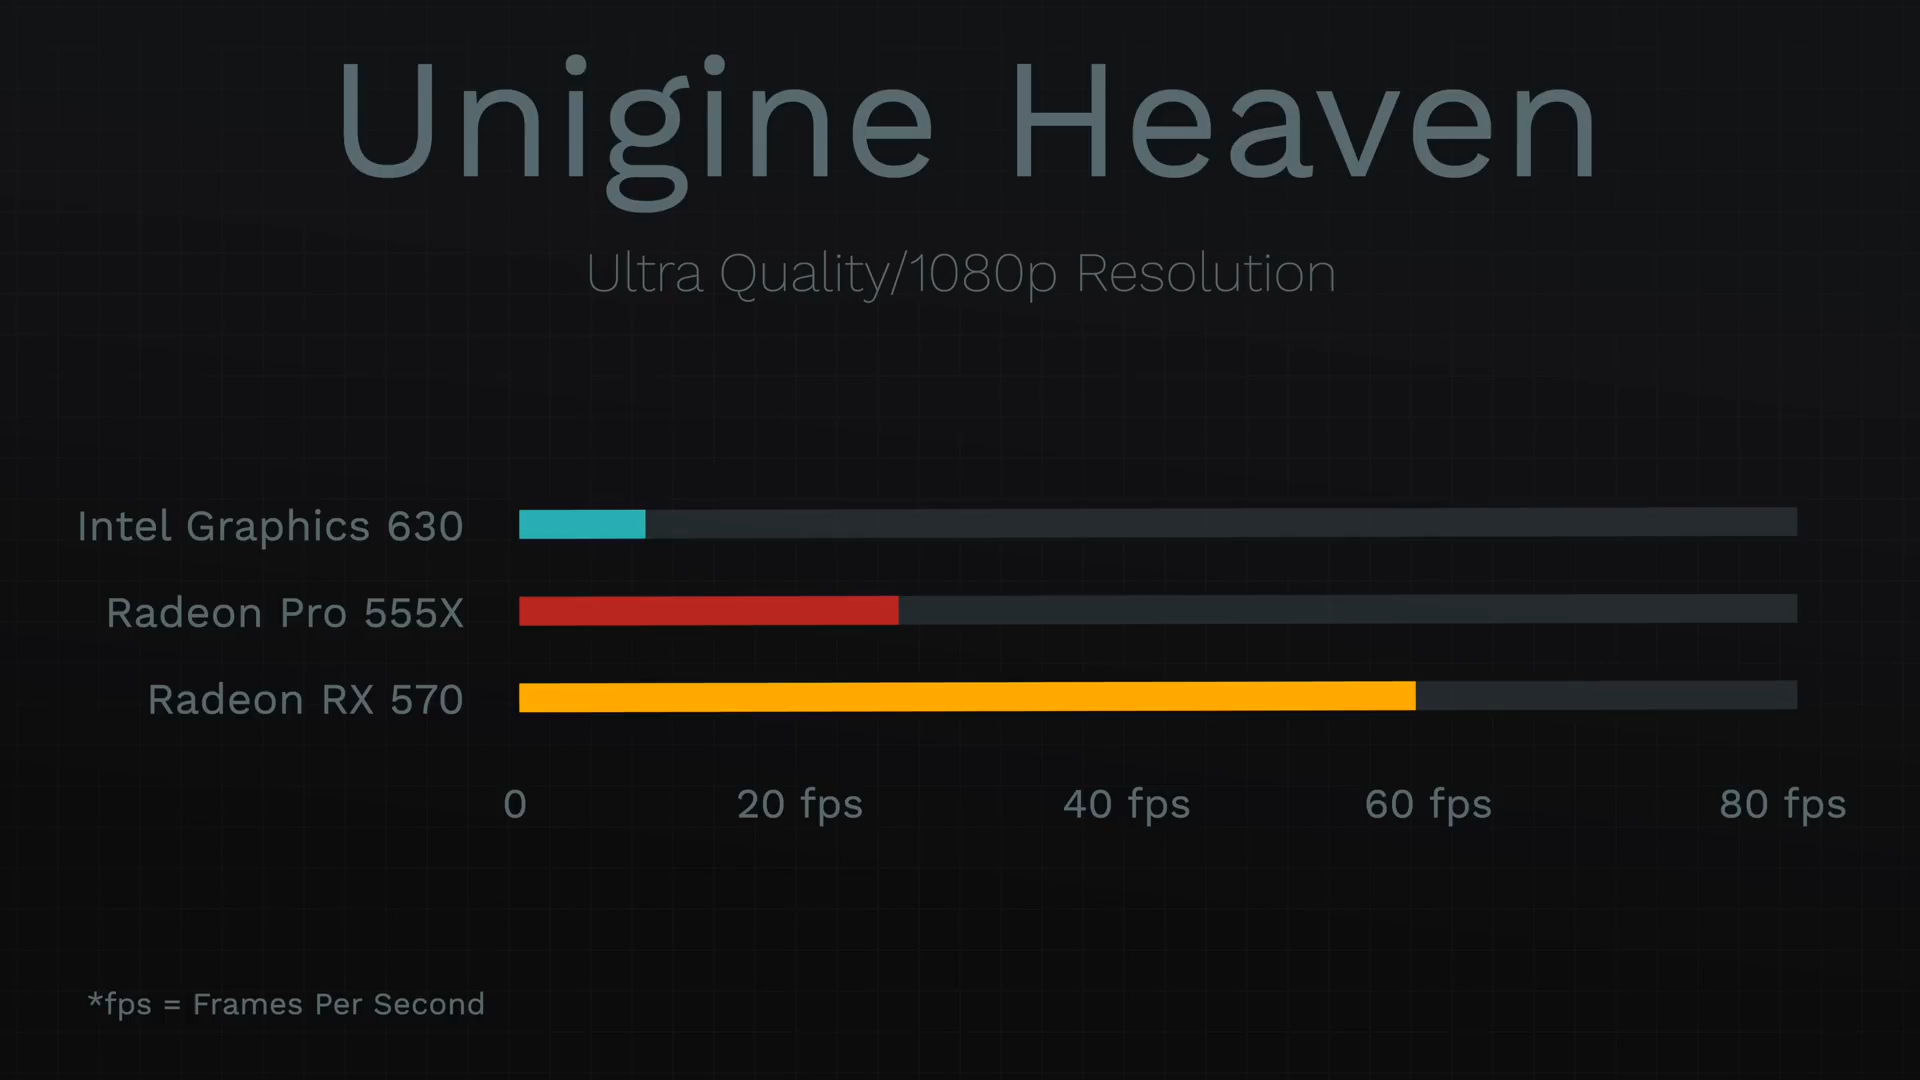 Unigine Heaven
Ultra Quality/1080p Resolution
Intel Graphics 630
Radeon Pro 555X
Radeon RX 570
0 20 fps 40 fps 60 fps 80 fps
*fps = Frames Per Second